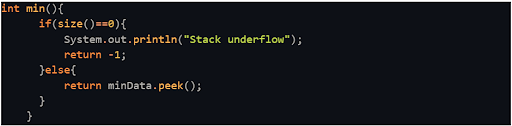 int min(){
if(size()==0){
System.out.println("Stack underflow");
return -1;
}else{
return minData.peek();
}
}